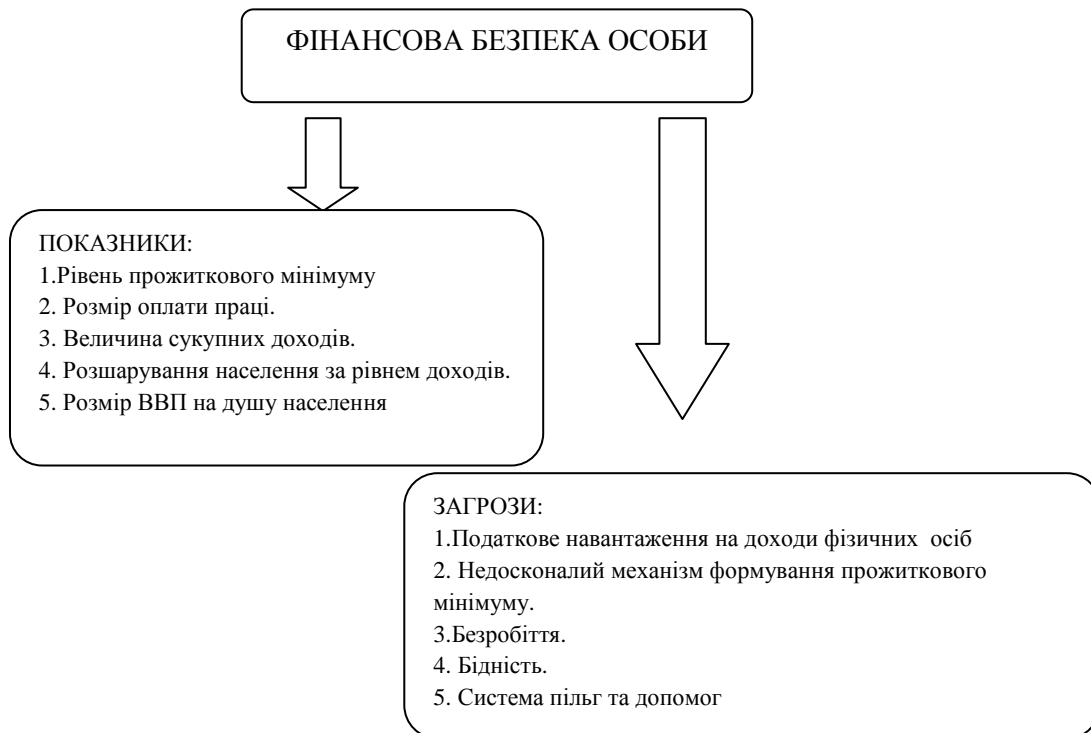 ФІНАНСОВА БЕЗПЕКА ОСОБИ
ПОКАЗНИКИ:
1.Рівень прожиткового мінімуму
2. Розмір оплати праці.
3. Величина сукупних доходів.
4. Розшарування населення за рівнем доходів.
5. Розмір ВВП на душу населення
ЗАГРОЗИ:
1.Податкове навантаження на доходи фізичних осіб
2. Недосконалий механізм формування прожиткового
мінімуму.
3.Безробіття.
4. Бідність.
5. Система пільг та допомог